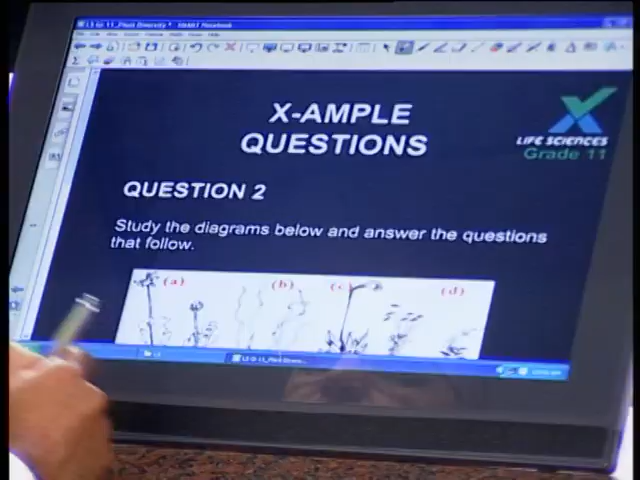 X-AMPLE
QUESTIONS
LIFE SCIENCES
Grade 11
QUESTION 2
Study the diagrams below and answer the questions
that follow.
(a) (b) (c) (d)